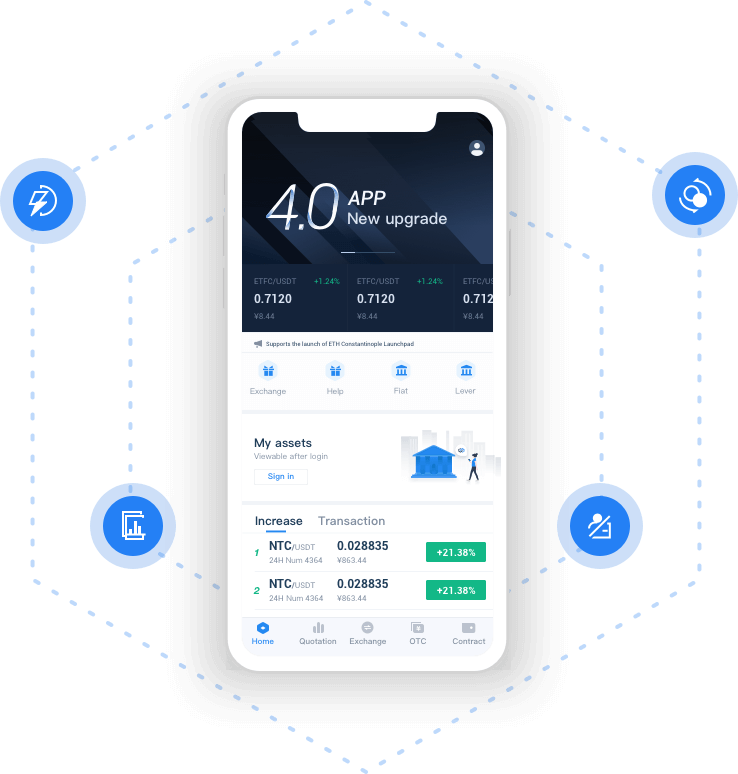 4.0 APP
New upgrade
ETFC/USDT +1.24% ETFC/USDT +1.24% ETFC/US
0.7120 0.7120 0.712
¥8.44 ¥8.44 ¥8.44
Supports the launch of ETH Constantinople Launchpad
Exchange Help Fiat Lever
My assets
Viewable after login
Sign in
Increase Transaction
1 NTC/USDT 0.028835 +21.38%
24H Num 4364 ¥863.44
2 NTC/USDT 0.028835 +21.38%
24H Num 4364 ¥863.44
Home Quotation Exchange OTC Contract